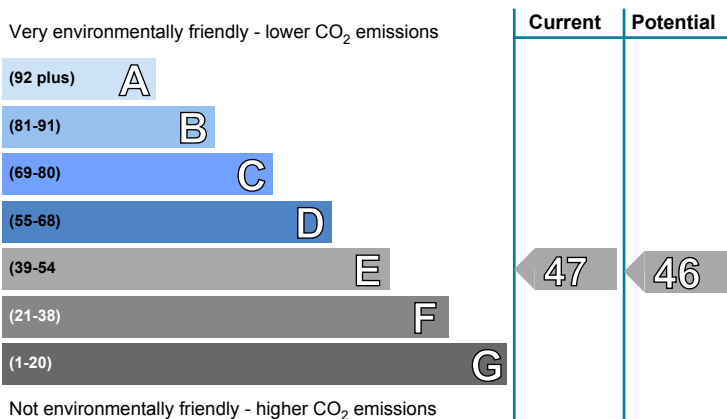 Very environmentally friendly - lower CO2 emissions
Current
Potential
(92 plus) A
(81-91) B
(69-80) C
(55-68) D
(39-54 E
47
46
(21-38) F
(1-20) G
Not environmentally friendly - higher CO2 emissions